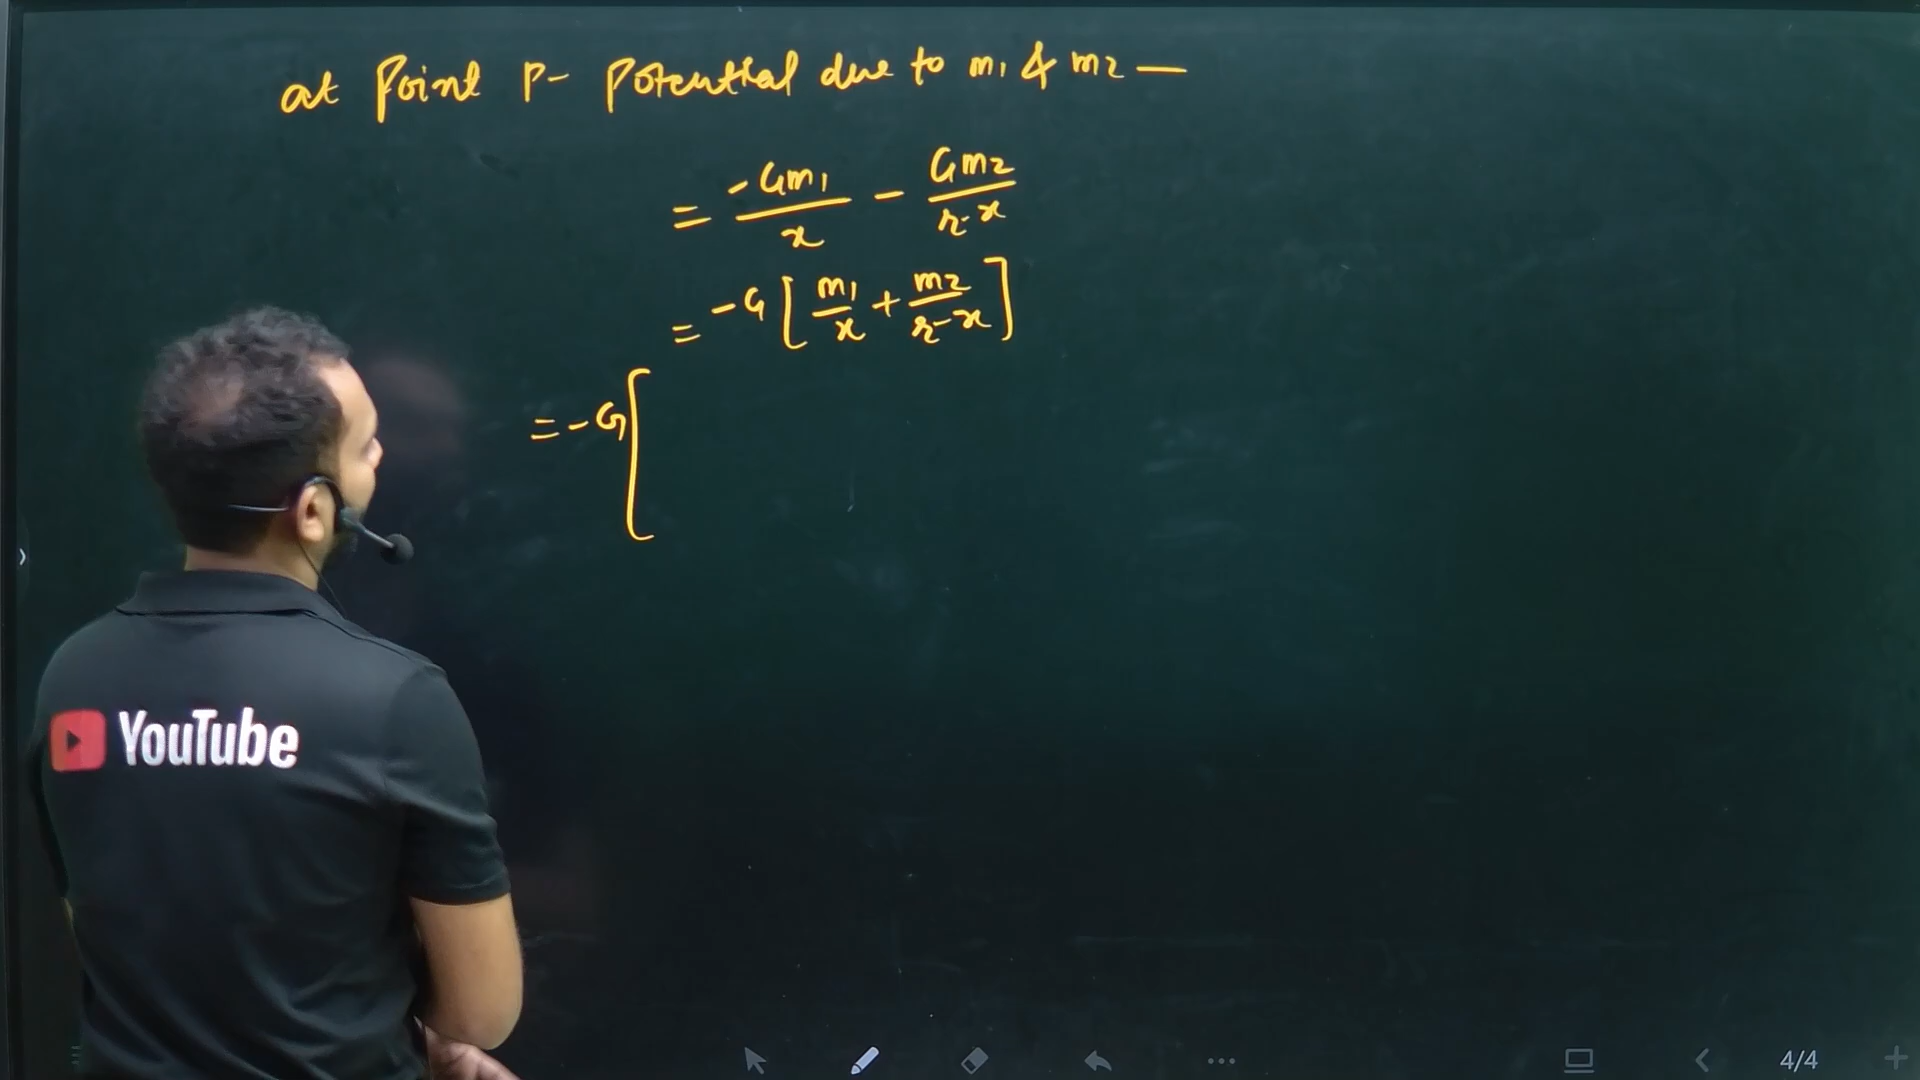 at Point P- Potential due to m1 & m2 —
= -Gm1/x - Gm2/r-x
= -G [ m1/x + m2/r-x ]
= -G [
YouTube
4/4